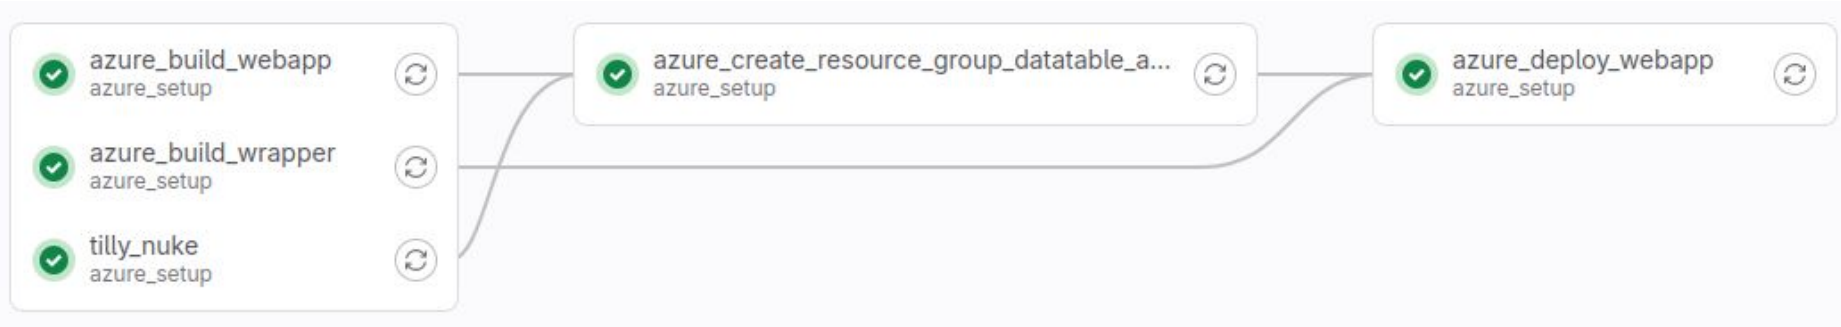 azure_build_webapp
azure_setup
azure_build_wrapper
azure_setup
tilly_nuke
azure_setup
azure_create_resource_group_datatable_a...
azure_setup
azure_deploy_webapp
azure_setup